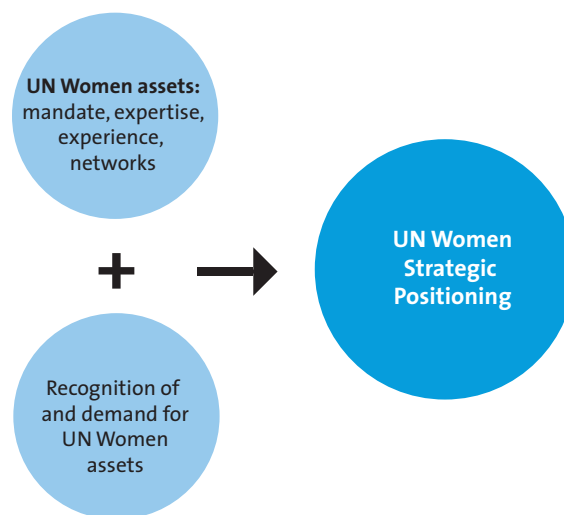 UN Women assets:
mandate, expertise,
experience,
networks
+
UN Women
Strategic
Positioning
Recognition of
and demand for
UN Women
assets